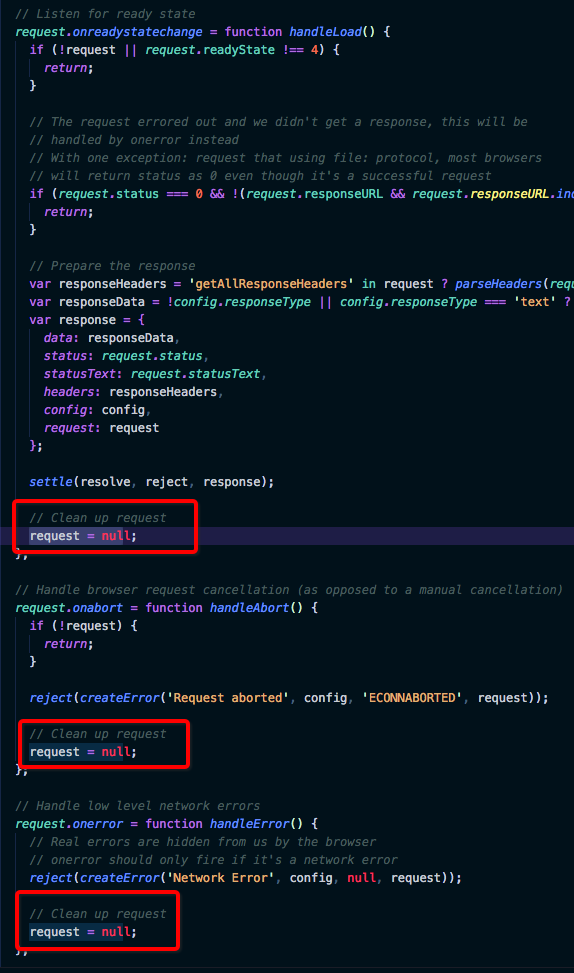 // Listen for ready state
request.onreadystatechange = function handleLoad() {
if (!request || request.readyState !== 4) {
return;
}
// The request errored out and we didn't get a response, this will be
// handled by onerror instead
// With one exception: request that using file: protocol, most browsers
// will return status as 0 even though it's a successful request
if (request.status === 0 && !(request.responseURL && request.responseURL.ind
return;
}
// Prepare the response
var responseHeaders = 'getAllResponseHeaders' in request ? parseHeaders(requ
var responseData = !config.responseType || config.responseType === 'text' ?
var response = {
data: responseData,
status: request.status,
statusText: request.statusText,
headers: responseHeaders,
config: config,
request: request
};
settle(resolve, reject, response);
// Clean up request
request = null;
};
// Handle browser request cancellation (as opposed to a manual cancellation)
request.onabort = function handleAbort() {
if (!request) {
return;
}
reject(createError('Request aborted', config, 'ECONNABORTED', request));
// Clean up request
request = null;
};
// Handle low level network errors
request.onerror = function handleError() {
// Real errors are hidden from us by the browser
// onerror should only fire if it's a network error
reject(createError('Network Error', config, null, request));
// Clean up request
request = null;
};